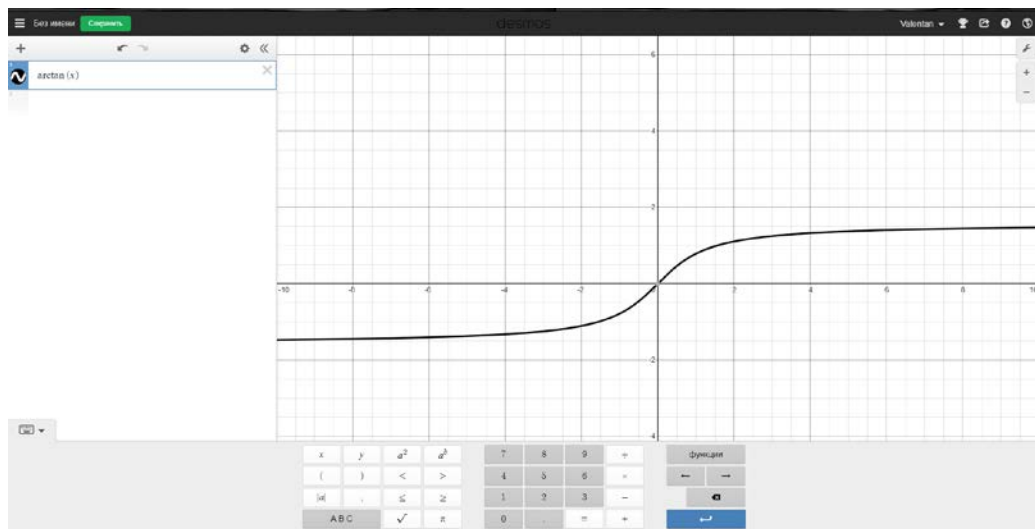 Без имени Сохранить desmos Valentan
arctan (x)
6
4
2
-10 -8 -6 -4 -2 0 2 4 6 8 10
-2
-4
x y a² aᵇ 7 8 9 ÷ функции
( ) < > 4 5 6 × ← →
|a| , ≤ ≥ 1 2 3 −
A B C √ π 0 . = +